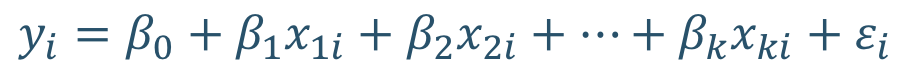 yᵢ = β₀ + β₁x₁ᵢ + β₂x₂ᵢ + ⋯ + βₖxₖᵢ + εᵢ